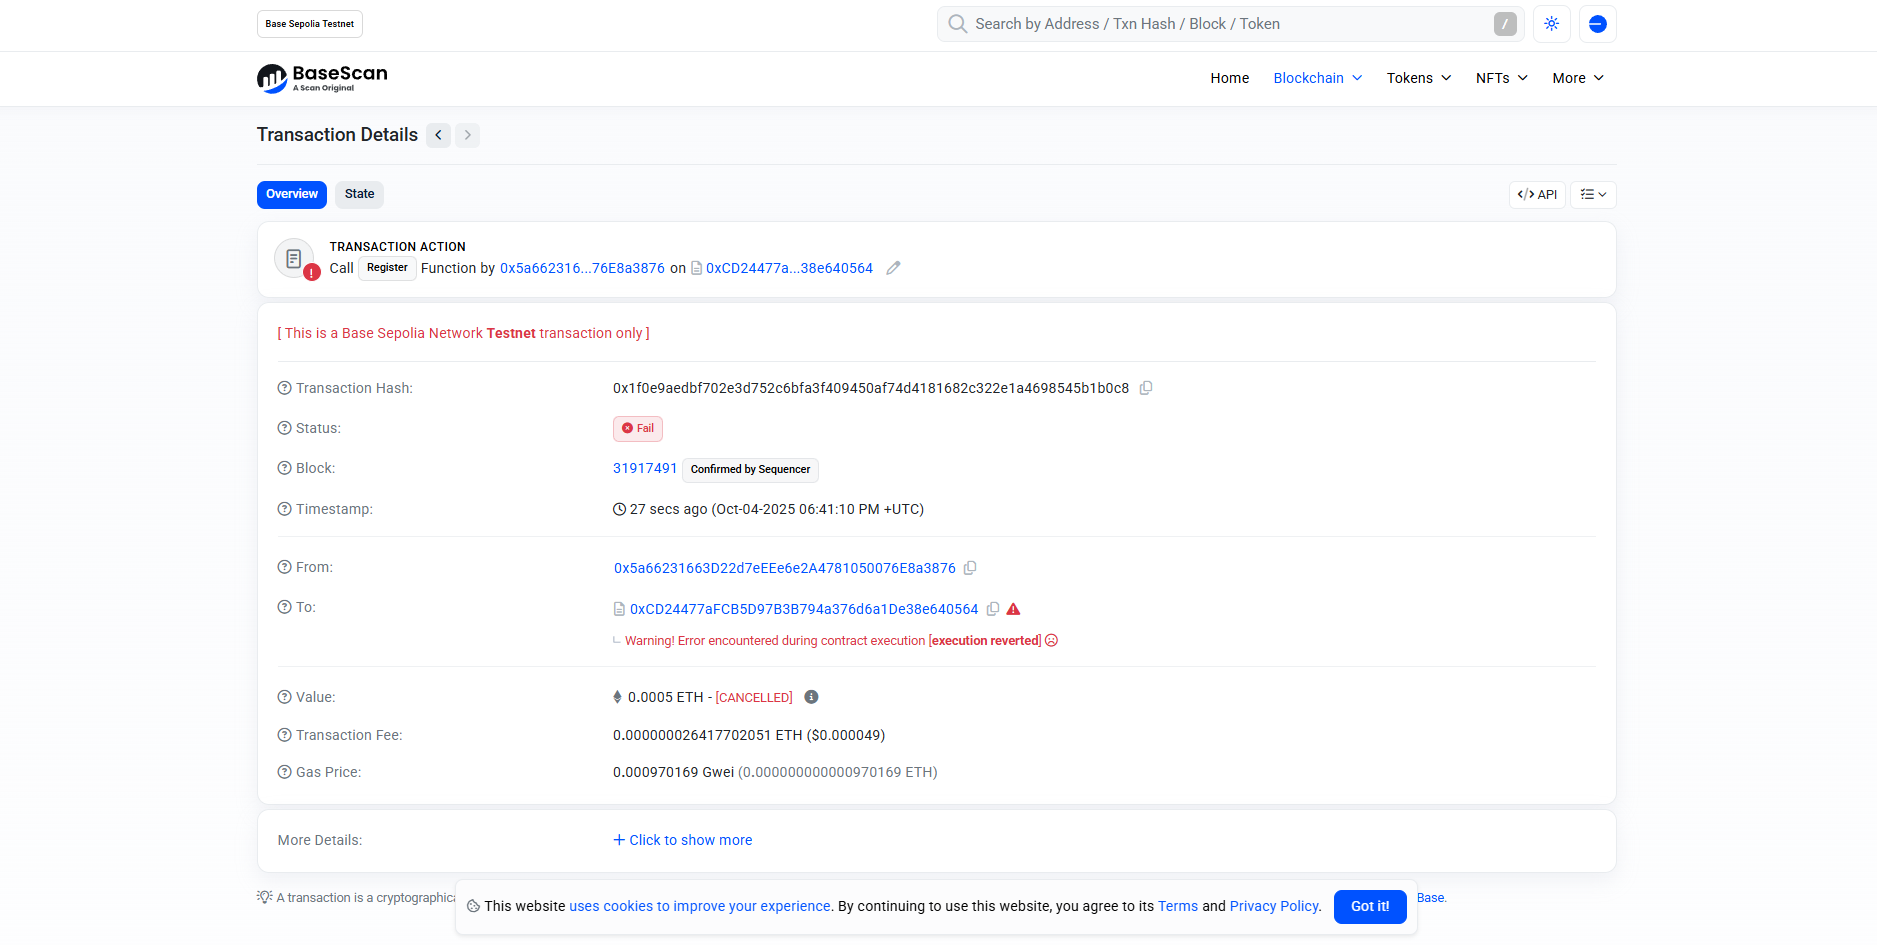 Base Sepolia Testnet
Search by Address / Txn Hash / Block / Token
/
BaseScan
A Scan Original
Home Blockchain Tokens NFTs More
Transaction Details
Overview State
</> API
TRANSACTION ACTION
Call Register Function by 0x5a662316...76E8a3876 on 0xCD24477a...38e640564
[ This is a Base Sepolia Network Testnet transaction only ]
Transaction Hash: 0x1f0e9aedbf702e3d752c6bfa3f409450af74d4181682c322e1a4698545b1b0c8
Status: Fail
Block: 31917491 Confirmed by Sequencer
Timestamp: 27 secs ago (Oct-04-2025 06:41:10 PM +UTC)
From: 0x5a66231663D22d7eEEe6e2A4781050076E8a3876
To: 0xCD24477aFCB5D97B3B794a376d6a1De38e640564
Warning! Error encountered during contract execution [execution reverted]
Value: 0.0005 ETH - [CANCELLED]
Transaction Fee: 0.000000026417702051 ETH ($0.000049)
Gas Price: 0.000970169 Gwei (0.000000000000970169 ETH)
More Details: + Click to show more
A transaction is a cryptographica
Base.
This website uses cookies to improve your experience. By continuing to use this website, you agree to its Terms and Privacy Policy.
Got it!